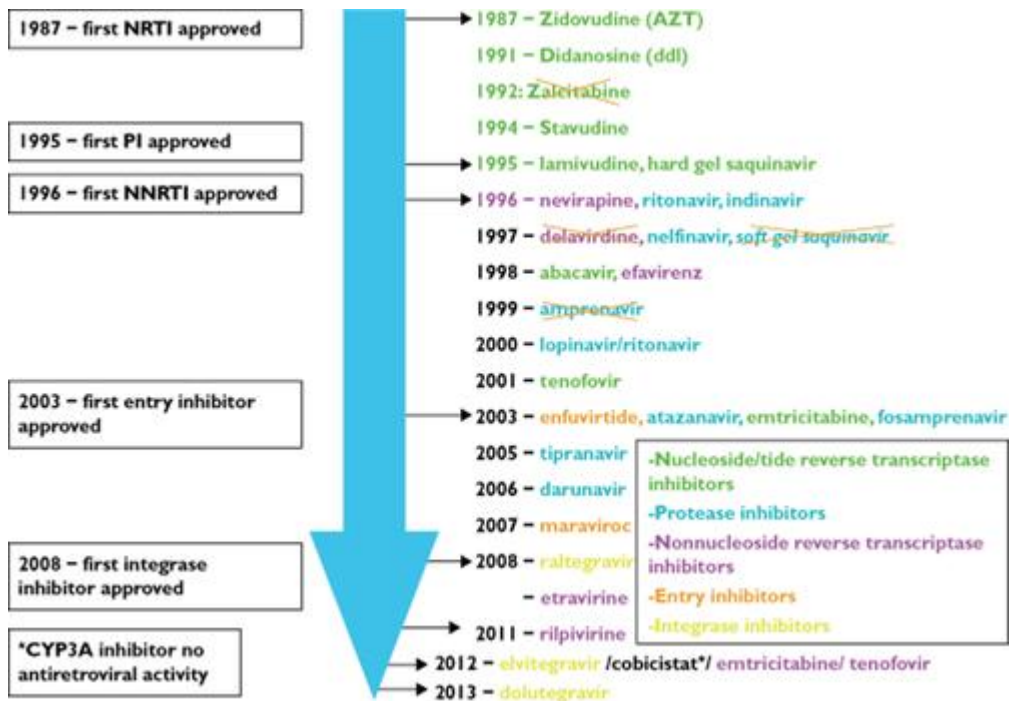 1987 – first NRTI approved
1995 – first PI approved
1996 – first NNRTI approved
2003 – first entry inhibitor
approved
2008 – first integrase
inhibitor approved
*CYP3A inhibitor no
antiretroviral activity
1987 – Zidovudine (AZT)
1991 – Didanosine (ddI)
1992: Zalcitabine
1994 – Stavudine
1995 – lamivudine, hard gel saquinavir
1996 – nevirapine, ritonavir, indinavir
1997 – delavirdine, nelfinavir, soft gel saquinavir
1998 – abacavir, efavirenz
1999 – amprenavir
2000 – lopinavir/ritonavir
2001 – tenofovir
2003 – enfuvirtide, atazanavir, emtricitabine, fosamprenavir
2005 – tipranavir
2006 – darunavir
2007 – maraviroc
2008 – raltegravir
– etravirine
2011 – rilpivirine
2012 – elvitegravir /cobicistat*/ emtricitabine/ tenofovir
2013 – dolutegravir
-Nucleoside/tide reverse transcriptase
inhibitors
-Protease inhibitors
-Nonnucleoside reverse transcriptase
inhibitors
-Entry inhibitors
-Integrase inhibitors